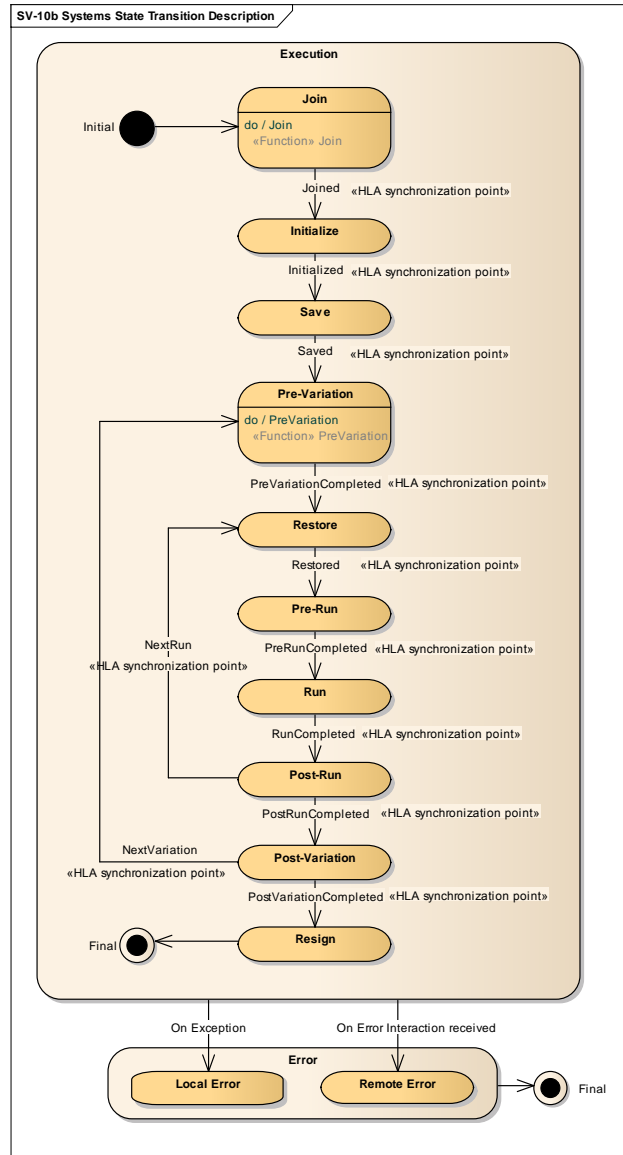 SV-10b Systems State Transition Description
Execution
Join
Initial
do / Join
«Function» Join
Joined «HLA synchronization point»
Initialize
Initialized «HLA synchronization point»
Save
Saved «HLA synchronization point»
Pre-Variation
do / PreVariation
«Function» PreVariation
PreVariationCompleted «HLA synchronization point»
Restore
Restored «HLA synchronization point»
Pre-Run
NextRun
PreRunCompleted «HLA synchronization point»
«HLA synchronization point»
Run
RunCompleted «HLA synchronization point»
Post-Run
PostRunCompleted «HLA synchronization point»
NextVariation
Post-Variation
«HLA synchronization point»
PostVariationCompleted «HLA synchronization point»
Resign
Final
On Exception
On Error Interaction received
Error
Local Error
Remote Error
Final